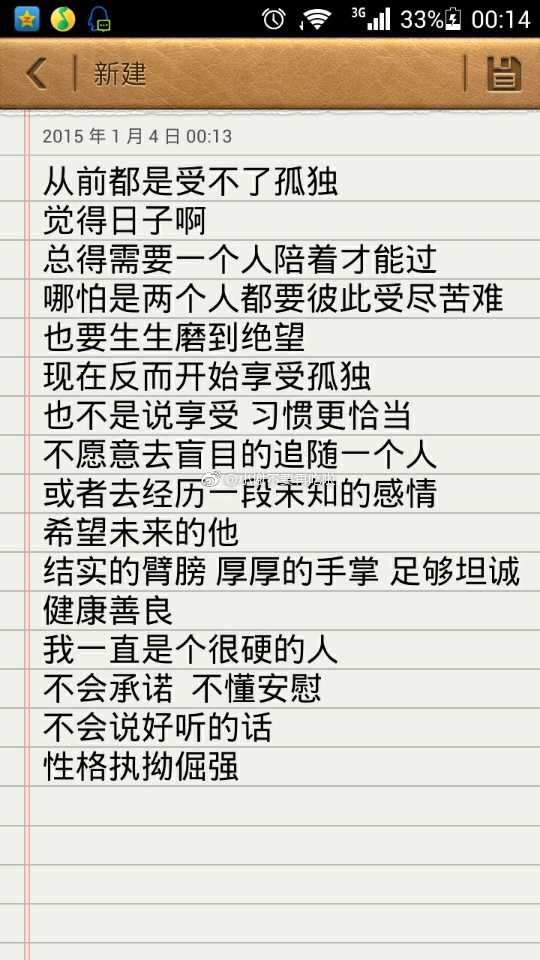 3G 33% 00:14
新建
2015 年 1 月 4 日 00:13
从前都是受不了孤独
觉得日子啊
总得需要一个人陪着才能过
哪怕是两个人都要彼此受尽苦难
也要生生磨到绝望
现在反而开始享受孤独
也不是说享受 习惯更恰当
不愿意去盲目的追随一个人
或者去经历一段未知的感情
希望未来的他
结实的臂膀 厚厚的手掌 足够坦诚
健康善良
我一直是个很硬的人
不会承诺 不懂安慰
不会说好听的话
性格执拗倔强